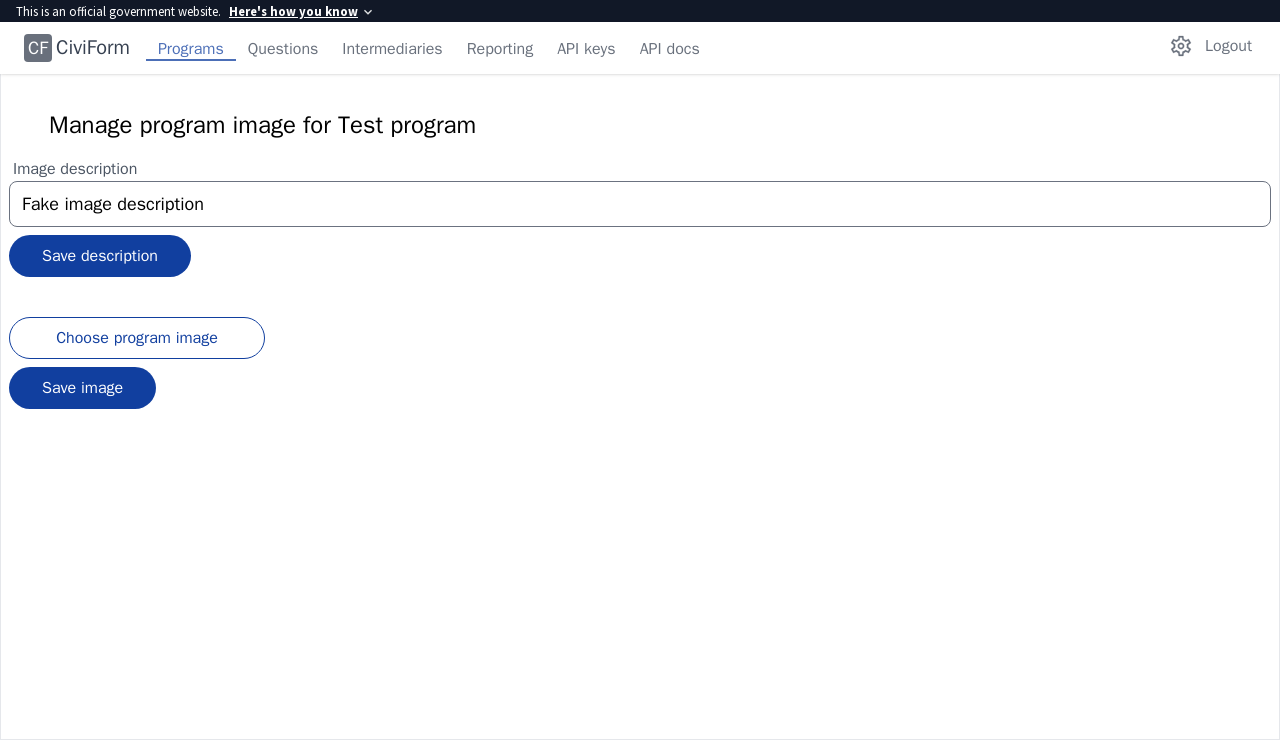 This is an official government website. Here's how you know
CF CiviForm Programs Questions Intermediaries Reporting API keys API docs Logout
Manage program image for Test program
Image description
Fake image description
Save description
Choose program image
Save image